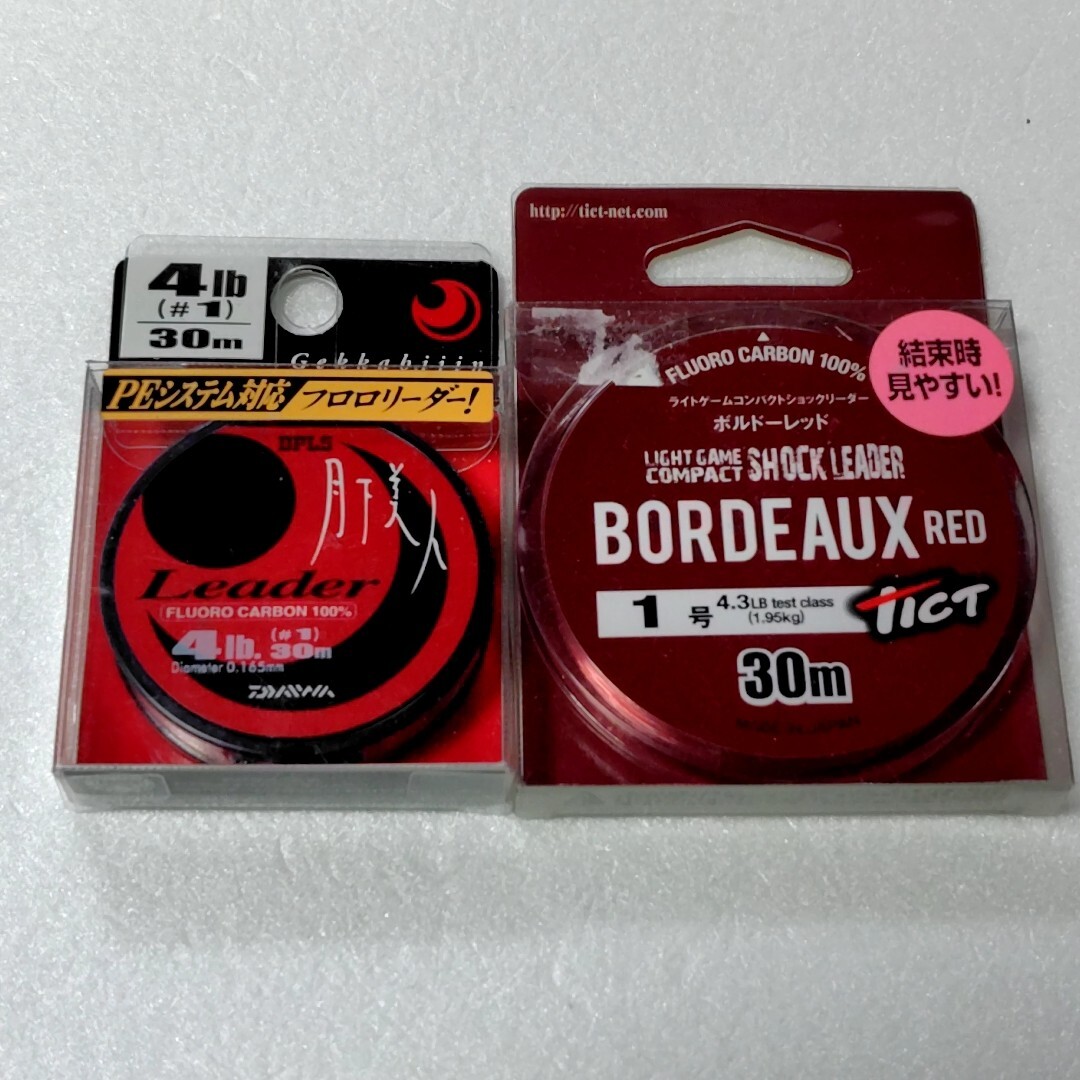 4lb
(#1)
30m
Gekkabijin
PEシステム対応 フロロリーダー!
月下美人
Leader
FLUORO CARBON 100%
4lb. (#1) 30m
Diameter 0.165mm
DAIWA
http://tict-net.com
FLUORO CARBON 100%
結束時
見やすい!
ライトゲームコンパクトショックリーダー
ボルドーレッド
LIGHT GAME
COMPACT SHOCK LEADER
BORDEAUX RED
1号 4.3LB test class
(1.95kg)
TICT
30m
MADE IN JAPAN